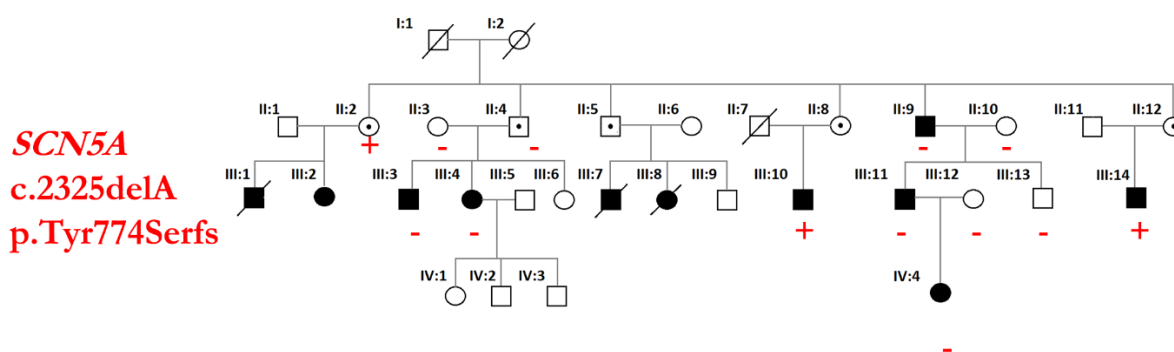 I:1 I:2
II:1 II:2 II:3 II:4 II:5 II:6 II:7 II:8 II:9 II:10 II:11 II:12
+ - - - - 
SCN5A
c.2325delA
p.Tyr774Serfs
III:1 III:2 III:3 III:4 III:5 III:6 III:7 III:8 III:9 III:10 III:11 III:12 III:13 III:14
- - + - - - +
IV:1 IV:2 IV:3 IV:4
-